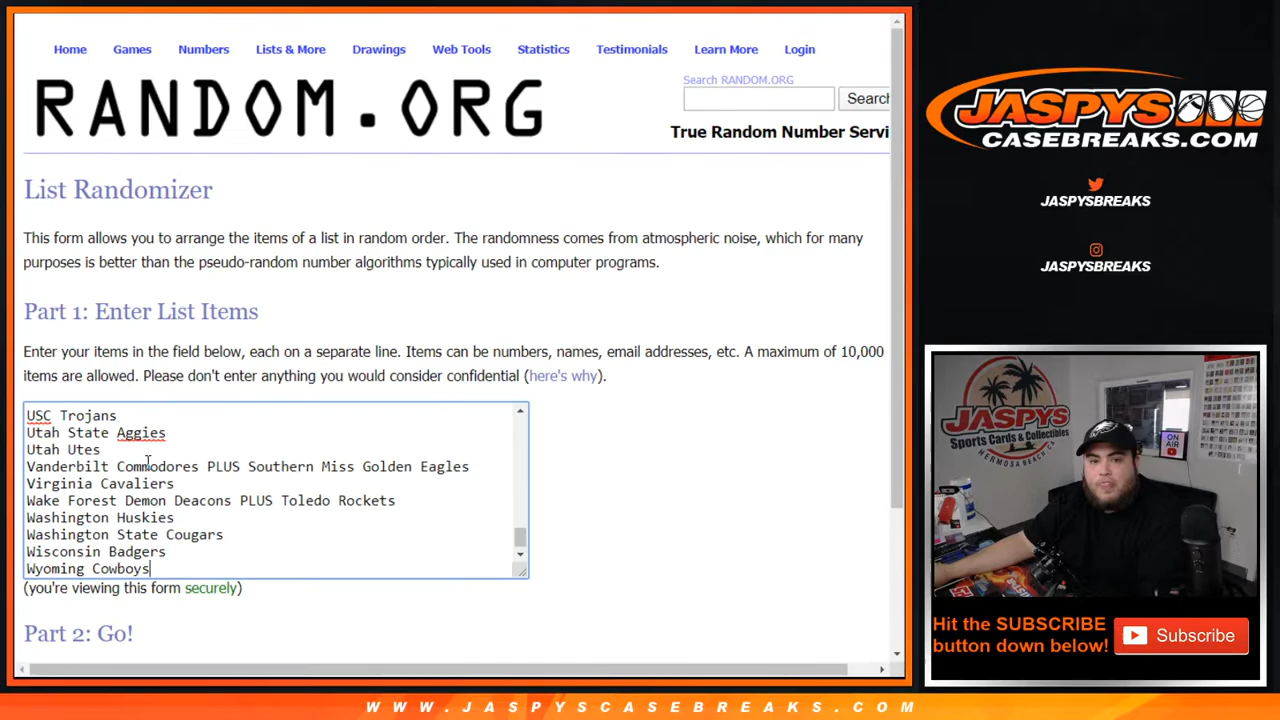 Home Games Numbers Lists & More Drawings Web Tools Statistics Testimonials Learn More Login
RANDOM.ORG
Search RANDOM.ORG
Search
True Random Number Servi
List Randomizer
This form allows you to arrange the items of a list in random order. The randomness comes from atmospheric noise, which for many
purposes is better than the pseudo-random number algorithms typically used in computer programs.
Part 1: Enter List Items
Enter your items in the field below, each on a separate line. Items can be numbers, names, email addresses, etc. A maximum of 10,000
items are allowed. Please don't enter anything you would consider confidential (here's why).
USC Trojans
Utah State Aggies
Utah Utes
Vanderbilt Commodores PLUS Southern Miss Golden Eagles
Virginia Cavaliers
Wake Forest Demon Deacons PLUS Toledo Rockets
Washington Huskies
Washington State Cougars
Wisconsin Badgers
Wyoming Cowboys
(you're viewing this form securely)
Part 2: Go!
JASPYS
CASEBREAKS.COM
JASPYSBREAKS
JASPYSBREAKS
JASPYS
Sports Cards & Collectibles
HERMOSA BEACH, CA
ON AIR
Hit the SUBSCRIBE
button down below!
Subscribe
WWW.JASPYSCASEBREAKS.COM